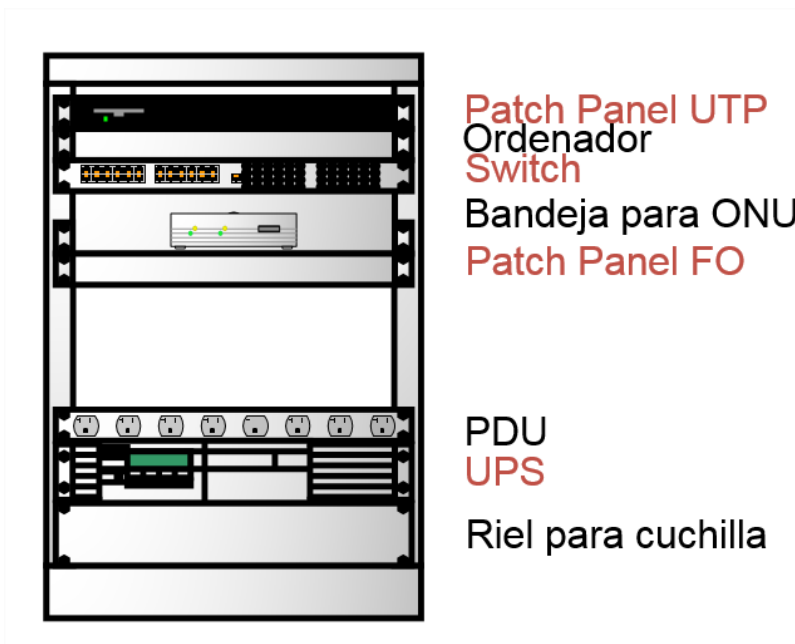 Patch Panel UTP
Ordenador
Switch
Bandeja para ONU
Patch Panel FO
PDU
UPS
Riel para cuchilla